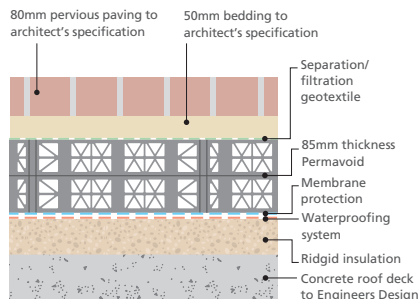 80mm pervious paving to
architect's specification
50mm bedding to
architect's specification
Separation/
filtration
geotextile
85mm thickness
Permavoid
Membrane
protection
Waterproofing
system
Ridgid insulation
Concrete roof deck
to Engineers Design